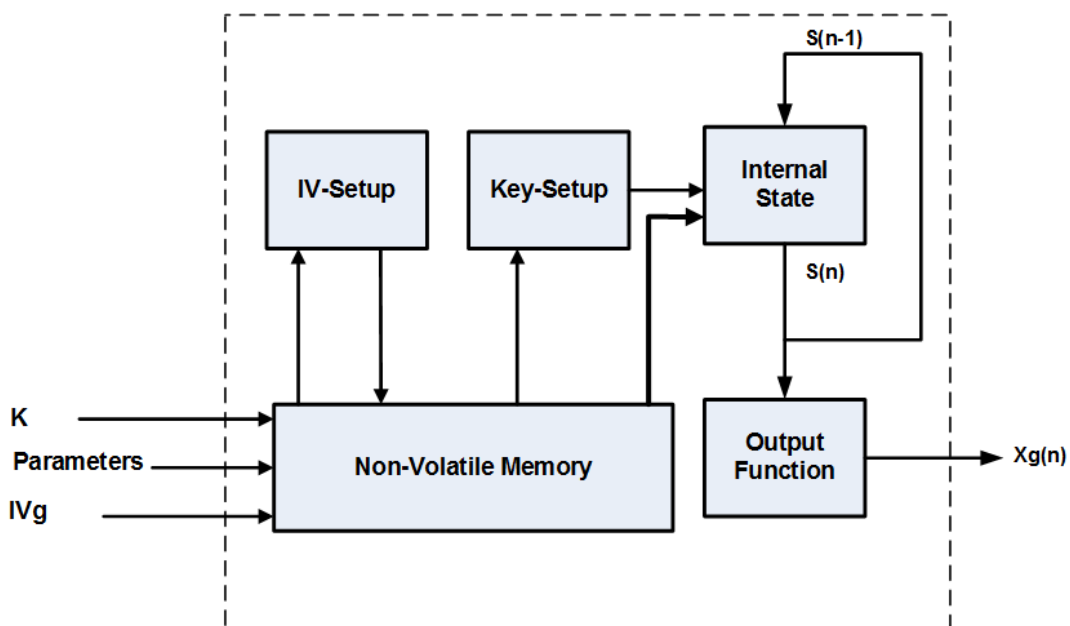 S(n-1)
IV-Setup
Key-Setup
Internal
State
S(n)
K
Parameters
IVg
Non-Volatile Memory
Output
Function
Xg(n)